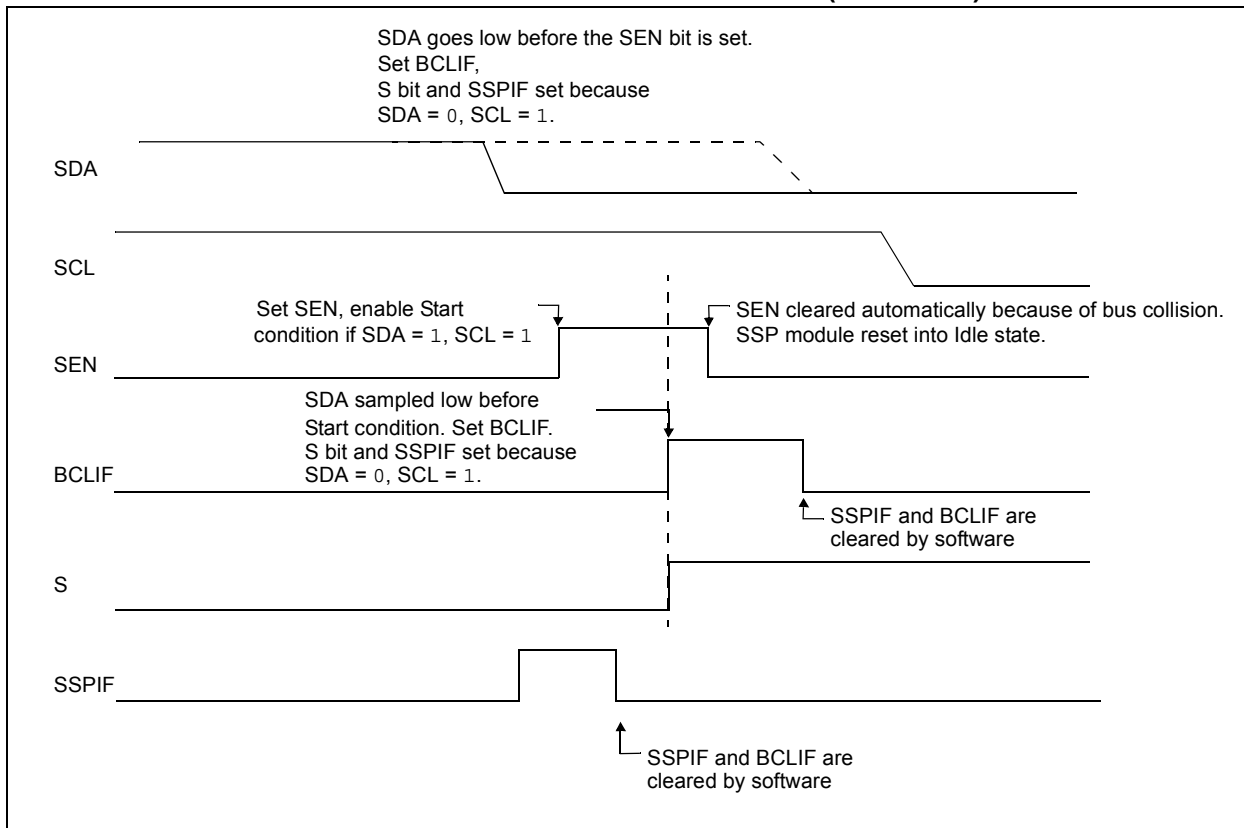 SDA goes low before the SEN bit is set.
Set BCLIF,
S bit and SSPIF set because
SDA = 0, SCL = 1.
SDA
SCL
Set SEN, enable Start
condition if SDA = 1, SCL = 1
SEN cleared automatically because of bus collision.
SSP module reset into Idle state.
SEN
SDA sampled low before
Start condition. Set BCLIF.
S bit and SSPIF set because
SDA = 0, SCL = 1.
BCLIF
SSPIF and BCLIF are
cleared by software
S
SSPIF
SSPIF and BCLIF are
cleared by software